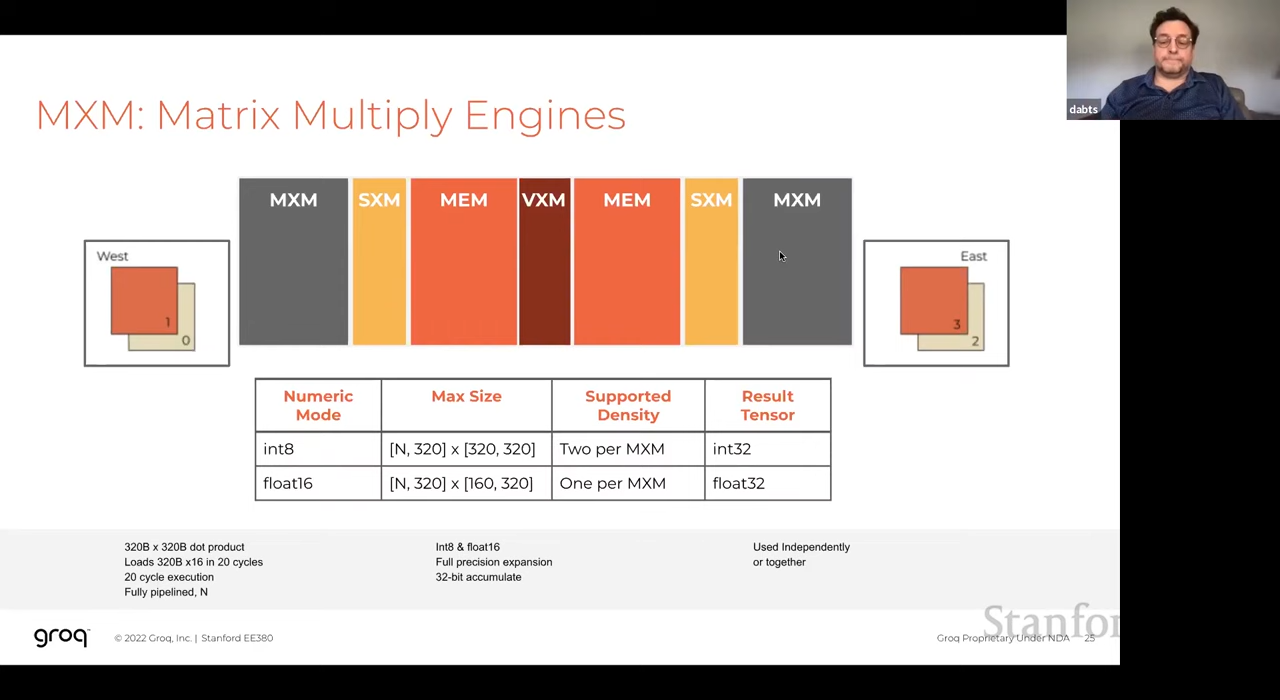 dabts
MXM: Matrix Multiply Engines
MXM SXM MEM VXM MEM SXM MXM
West
1
0
East
3
2
Numeric Mode Max Size Supported Density Result Tensor
int8 [N, 320] x [320, 320] Two per MXM int32
float16 [N, 320] x [160, 320] One per MXM float32
320B x 320B dot product
Loads 320B x16 in 20 cycles
20 cycle execution
Fully pipelined, N
Int8 & float16
Full precision expansion
32-bit accumulate
Used Independently
or together
groq
© 2022 Groq, Inc. | Stanford EE380
Stanfor
Groq Proprietary Under NDA 25